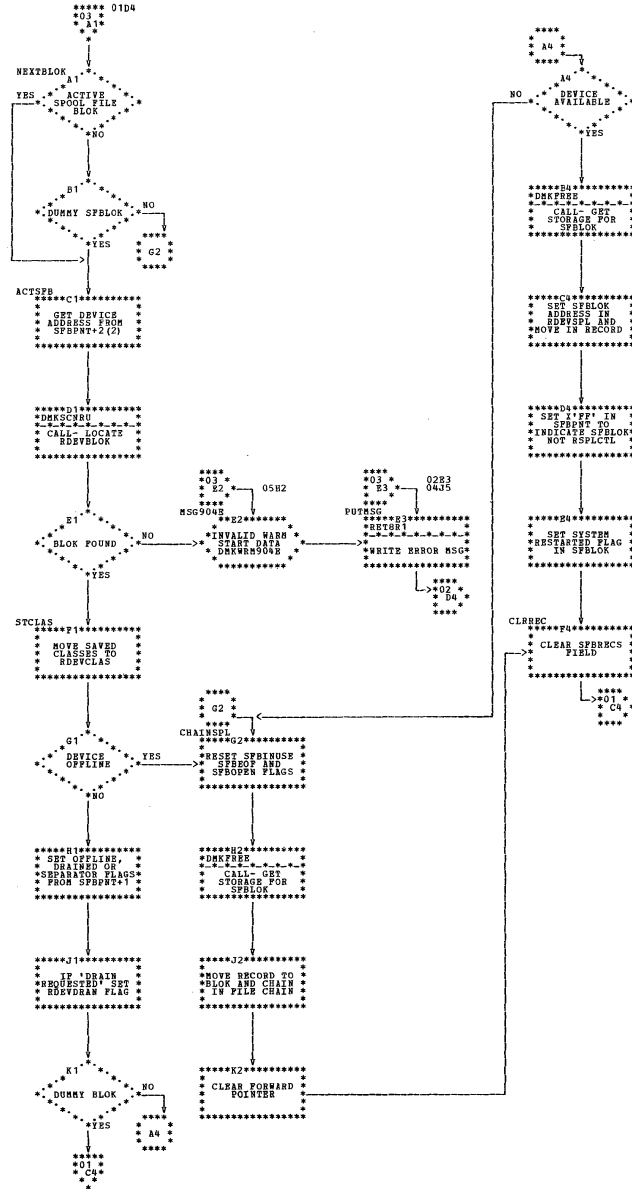 01D4
03
A1
NEXTBLOK
A1
ACTIVE
SPOOL FILE
BLOK
YES
NO
B1
DUMMY SFBLOK
NO
YES
G2
ACTSFB
C1
GET DEVICE
ADDRESS FROM
SFBPNT+2(2)
D1
DMKSCNRU
CALL- LOCATE
RDEVBLOK
E1
BLOK FOUND
NO
YES
03
E2
05H2
MSG904E
E2
INVALID WARM
START DATA
DMKWRM904E
03
E3
02E3
04J5
PUTMSG
E3
RET8R1
WRITE ERROR MSG
02
D4
STCLAS
F1
MOVE SAVED
CLASSES TO
RDEVCLAS
G1
DEVICE
OFFLINE
YES
NO
G2
CHAINSPL
G2
RESET SFBINUSE
SFBEOF AND
SFBOPEN FLAGS
H1
SET OFFLINE,
DRAINED OR
SEPARATOR FLAGS
FROM SFBPNT+1
H2
DMKFREE
CALL- GET
STORAGE FOR
SFBLOK
J1
IF 'DRAIN
REQUESTED' SET
RDEVDRAN FLAG
J2
MOVE RECORD TO
BLOK AND CHAIN
IN FILE CHAIN
K1
DUMMY BLOK
NO
YES
A4
01
C4
K2
CLEAR FORWARD
POINTER
A4
A4
DEVICE
AVAILABLE
NO
YES
B4
DMKFREE
CALL- GET
STORAGE FOR
SFBLOK
C4
SET SFBLOK
ADDRESS IN
RDEVSPL AND
MOVE IN RECORD
D4
SET X'FF' IN
SFBPNT TO
INDICATE SFBLOK
NOT RSPLCTL
E4
SET SYSTEM
RESTARTED FLAG
IN SFBLOK
CLRREC
F4
CLEAR SFBRECS
FIELD
01
C4